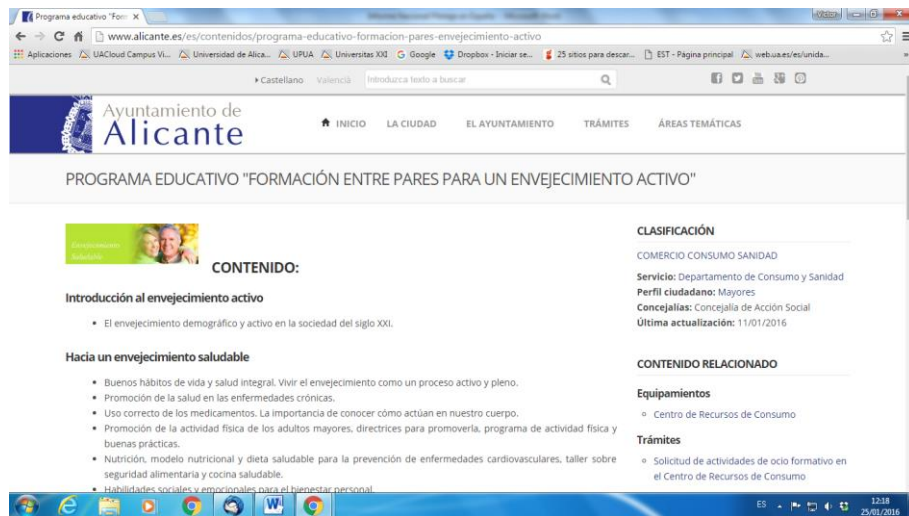 Programa educativo "Form
www.alicante.es/es/contenidos/programa-educativo-formacion-pares-envejecimiento-activo
Aplicaciones UACloud Campus Vi... Universidad de Alica... UPUA Universitas XXI Google Dropbox - Iniciar se... 25 sitios para descar... EST - Página principal web.ua.es/es/unida...
Castellano Valencià Introduzca texto a buscar
Ayuntamiento de
Alicante
INICIO LA CIUDAD EL AYUNTAMIENTO TRÁMITES ÁREAS TEMÁTICAS
PROGRAMA EDUCATIVO "FORMACIÓN ENTRE PARES PARA UN ENVEJECIMIENTO ACTIVO"
Envejecimiento
Saludable
CONTENIDO:
Introducción al envejecimiento activo
El envejecimiento demográfico y activo en la sociedad del siglo XXI.
Hacia un envejecimiento saludable
Buenos hábitos de vida y salud integral. Vivir el envejecimiento como un proceso activo y pleno.
Promoción de la salud en las enfermedades crónicas.
Uso correcto de los medicamentos. La importancia de conocer cómo actúan en nuestro cuerpo.
Promoción de la actividad física de los adultos mayores, directrices para promoverla, programa de actividad física y
buenas prácticas.
Nutrición, modelo nutricional y dieta saludable para la prevención de enfermedades cardiovasculares, taller sobre
seguridad alimentaria y cocina saludable.
Habilidades sociales y emocionales para el bienestar personal.
CLASIFICACIÓN
COMERCIO CONSUMO SANIDAD
Servicio: Departamento de Consumo y Sanidad
Perfil ciudadano: Mayores
Concejalías: Concejalía de Acción Social
Última actualización: 11/01/2016
CONTENIDO RELACIONADO
Equipamientos
Centro de Recursos de Consumo
Trámites
Solicitud de actividades de ocio formativo en
el Centro de Recursos de Consumo
ES
12:18
25/01/2016